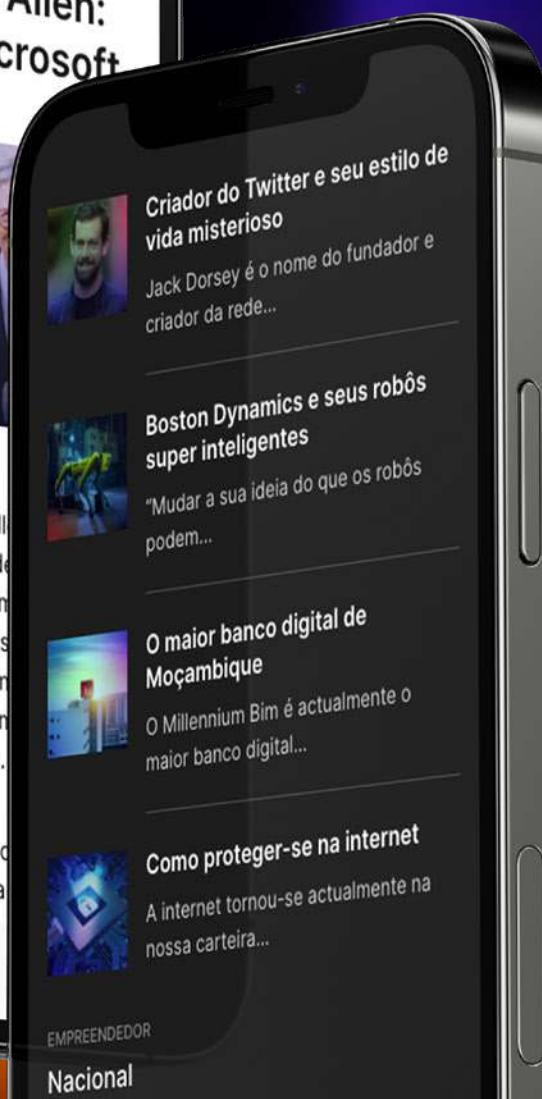 Allen:
crosoft
Criador do Twitter e seu estilo de
vida misterioso
Jack Dorsey é o nome do fundador e
criador da rede...
Boston Dynamics e seus robôs
super inteligentes
“Mudar a sua ideia do que os robôs
podem...
O maior banco digital de
Moçambique
O Millennium Bim é actualmente o
maior banco digital...
Como proteger-se na internet
A internet tornou-se actualmente na
nossa carteira...
EMPREENDEDOR
Nacional